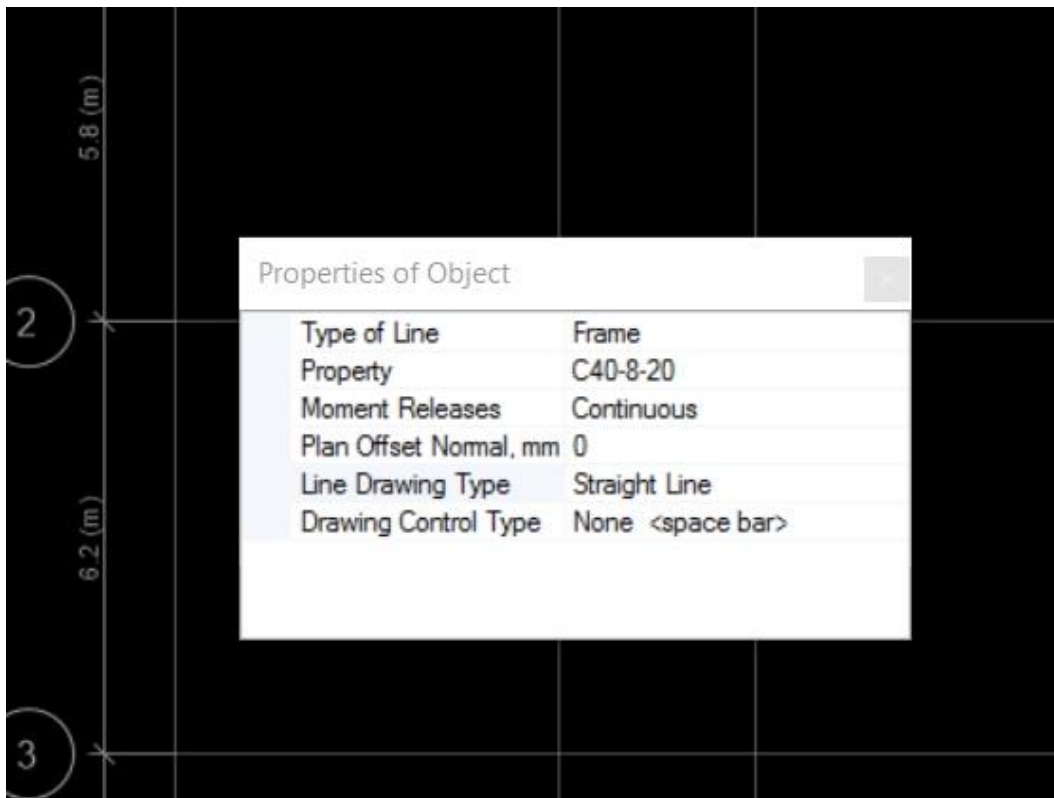 5.8 (m)
Properties of Object
2
Type of Line Frame
Property C40-8-20
Moment Releases Continuous
Plan Offset Normal, mm 0
Line Drawing Type Straight Line
Drawing Control Type None <space bar>
6.2 (m)
3